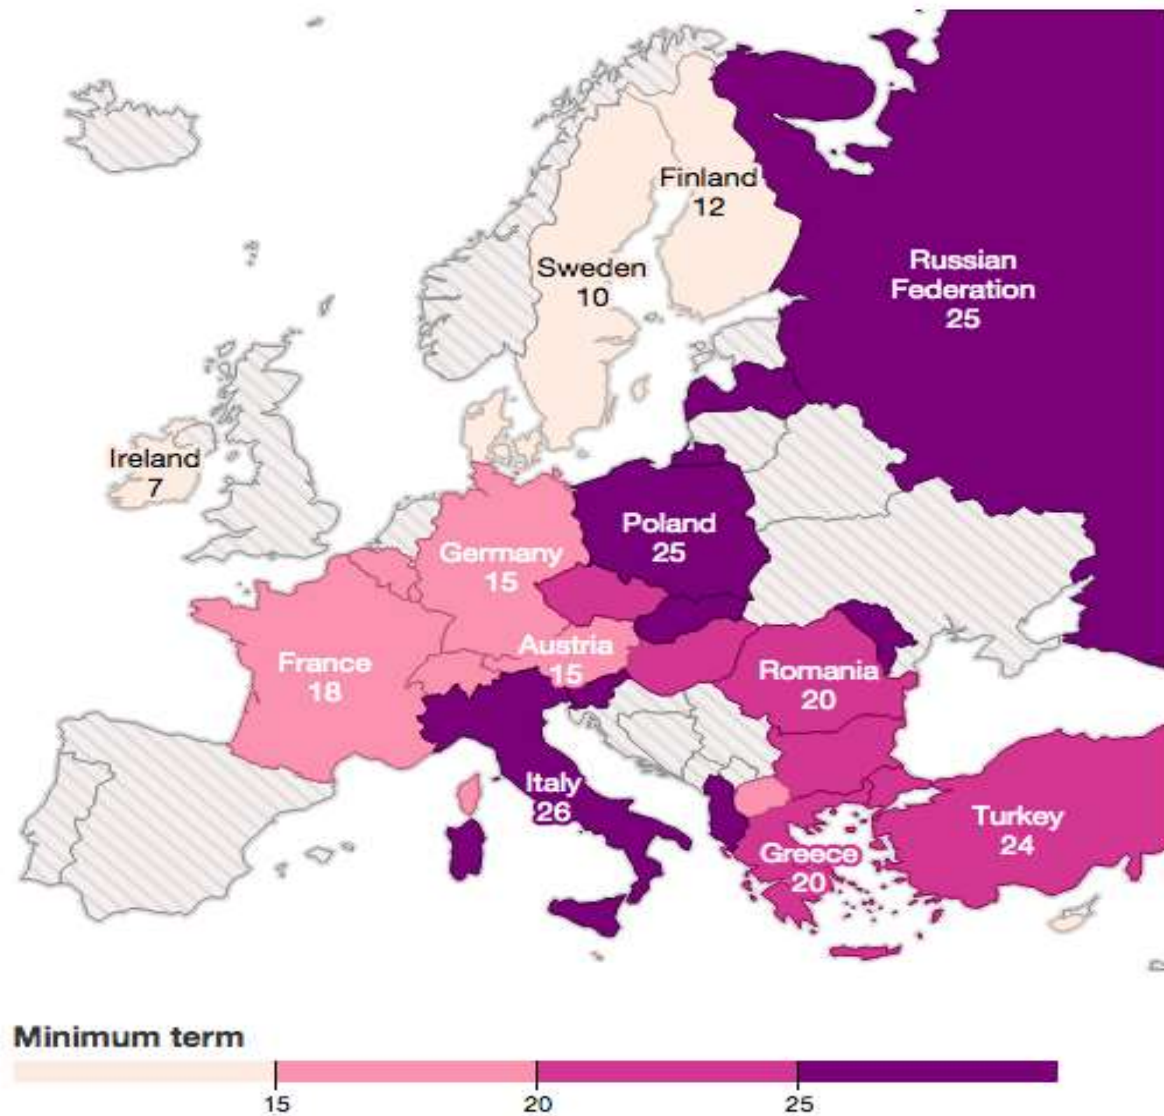 Finland
12
Sweden
10
Russian
Federation
25
Ireland
7
Poland
25
Germany
15
Austria
15
France
18
Romania
20
Italy
26
Turkey
24
Greece
20
Minimum term
15 20 25